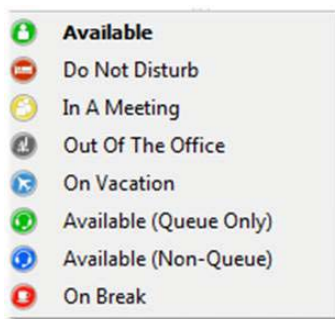 Available
Do Not Disturb
In A Meeting
Out Of The Office
On Vacation
Available (Queue Only)
Available (Non-Queue)
On Break